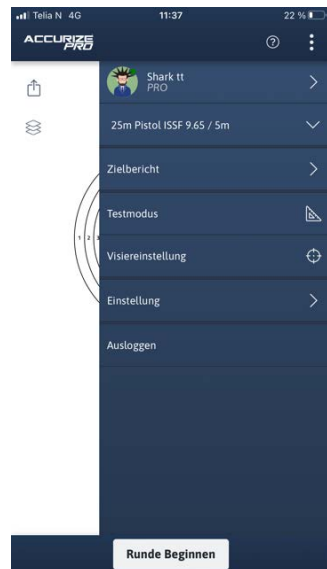 Telia N 4G 11:37 22 %
ACCURIZE
PRO
Shark tt
PRO
25m Pistol ISSF 9.65 / 5m
Zielbericht
Testmodus
Visiereinstellung
Einstellung
Ausloggen
1 2 3
Runde Beginnen